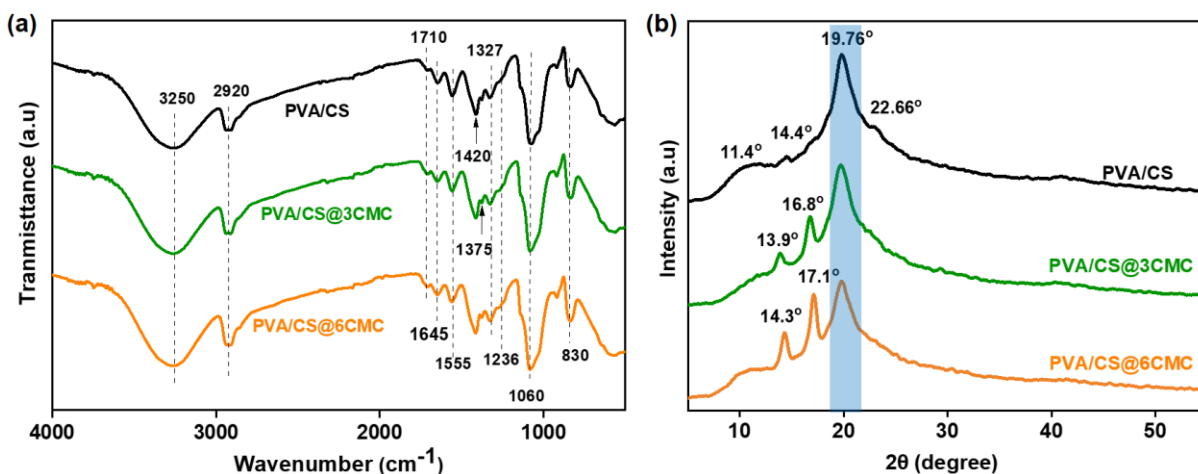 (a)
Tranmisttance (a.u)
3250
2920
1710
1327
PVA/CS
1420
PVA/CS@3CMC
1375
PVA/CS@6CMC
1645
1555
1236
830
1060
4000
3000
2000
1000
Wavenumber (cm⁻¹)
(b)
Intensity (a.u)
19.76°
22.66°
14.4°
11.4°
PVA/CS
16.8°
13.9°
PVA/CS@3CMC
17.1°
14.3°
PVA/CS@6CMC
10
20
30
40
50
2θ (degree)